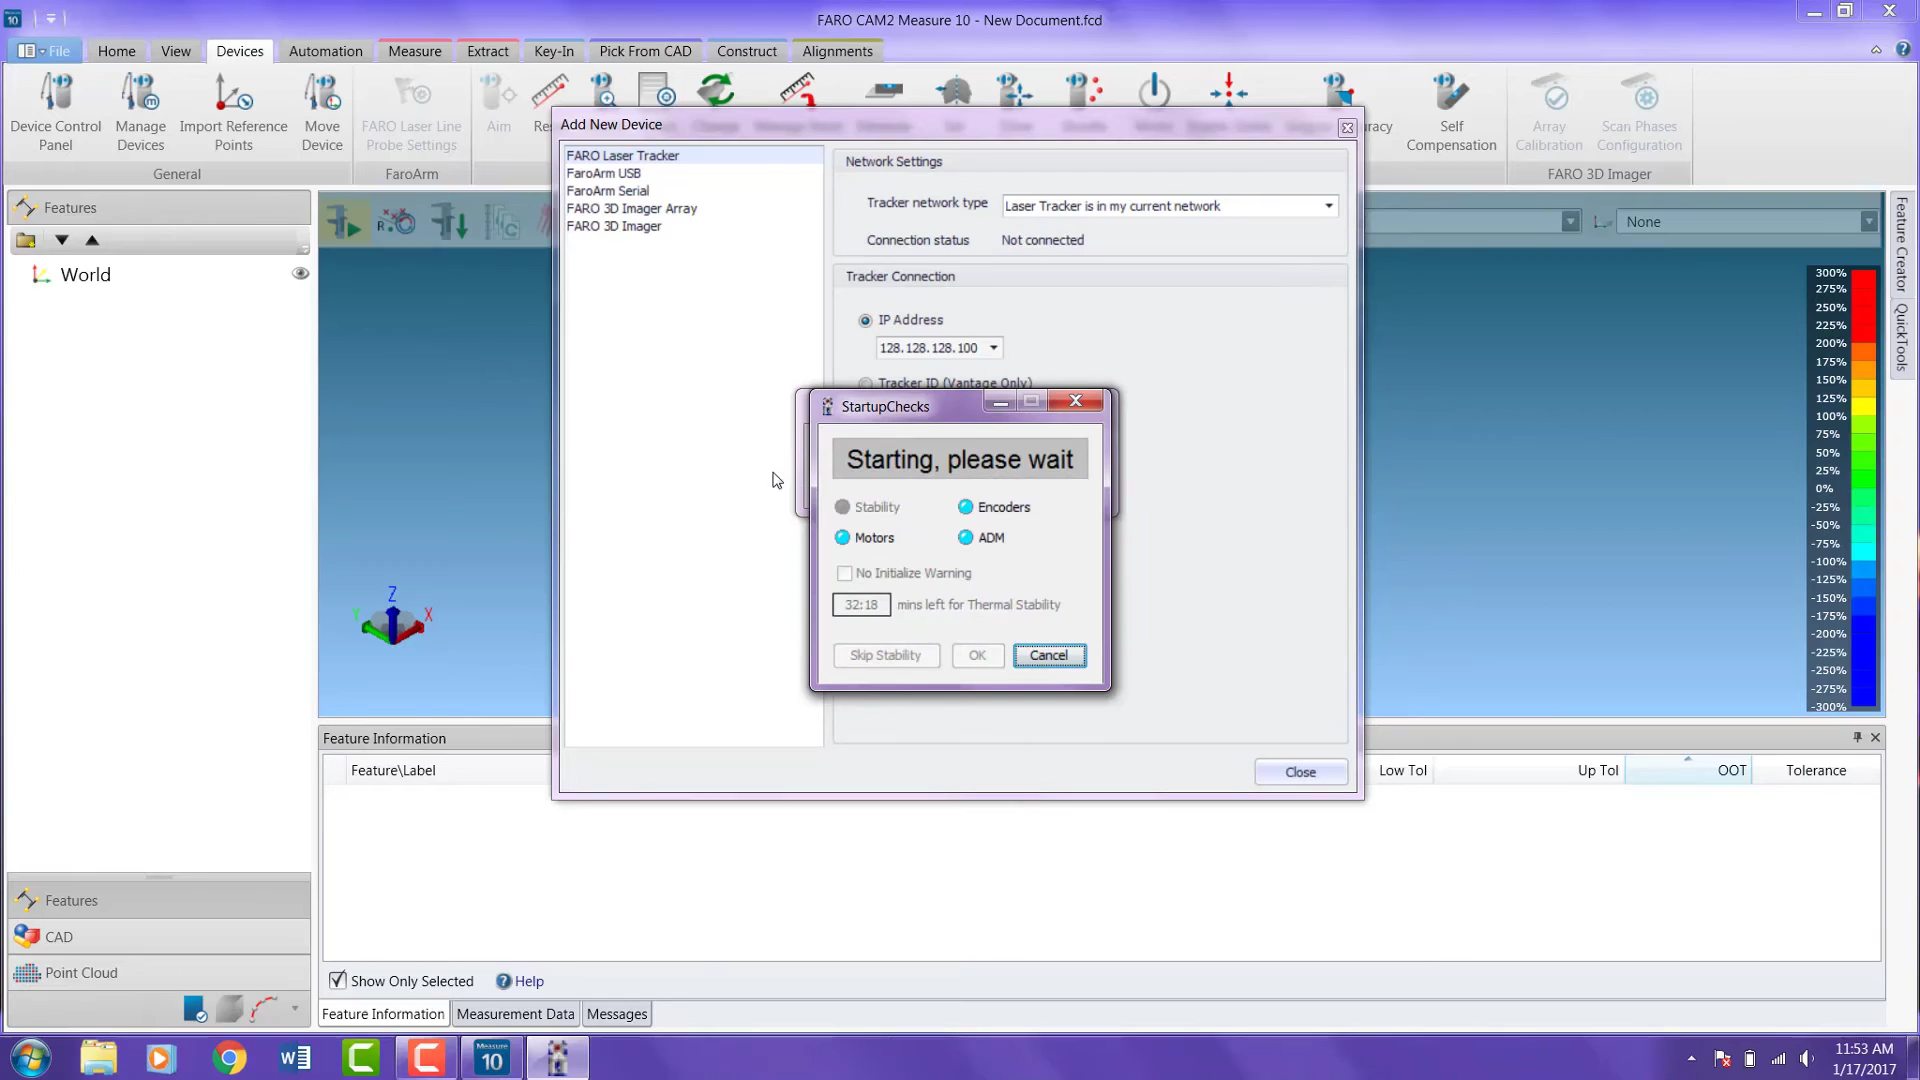 FARO CAM2 Measure 10 - New Document.fcd
File
Home
View
Devices
Automation
Measure
Extract
Key-In
Pick From CAD
Construct
Alignments
Device Control
Panel
Manage
Devices
Import Reference
Points
Move
Device
General
FARO Laser Line
Probe Settings
FaroArm
Aim
Self
Compensation
Array
Calibration
Scan Phases
Configuration
FARO 3D Imager
Features
World
Add New Device
FARO Laser Tracker
FaroArm USB
FaroArm Serial
FARO 3D Imager Array
FARO 3D Imager
Network Settings
Tracker network type
Laser Tracker is in my current network
Connection status
Not connected
Tracker Connection
IP Address
128.128.128.100
Tracker ID (Vantage Only)
StartupChecks
Starting, please wait
Stability
Encoders
Motors
ADM
No Initialize Warning
32:18
mins left for Thermal Stability
Skip Stability
OK
Cancel
Close
None
Feature Creator
QuickTools
300%
275%
250%
225%
200%
175%
150%
125%
100%
75%
50%
25%
0%
-25%
-50%
-75%
-100%
-125%
-150%
-175%
-200%
-225%
-250%
-275%
-300%
Z
Y
X
Feature Information
Feature\Label
Low Tol
Up Tol
OOT
Tolerance
Features
CAD
Point Cloud
Show Only Selected
Help
Feature Information
Measurement Data
Messages
Measure
10
11:53 AM
1/17/2017